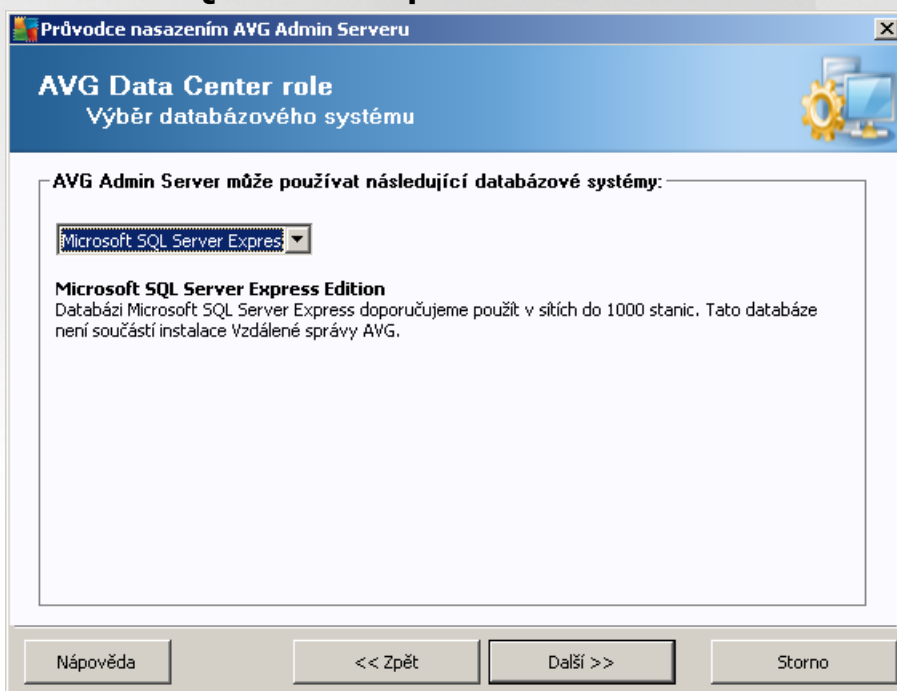 Průvodce nasazením AVG Admin Serveru
AVG Data Center role
Výběr databázového systému
AVG Admin Server může používat následující databázové systémy:
Microsoft SQL Server Expres
Microsoft SQL Server Express Edition
Databázi Microsoft SQL Server Express doporučujeme použít v sítích do 1000 stanic. Tato databáze
není součástí instalace Vzdálené správy AVG.
Nápověda
<< Zpět
Další >>
Storno